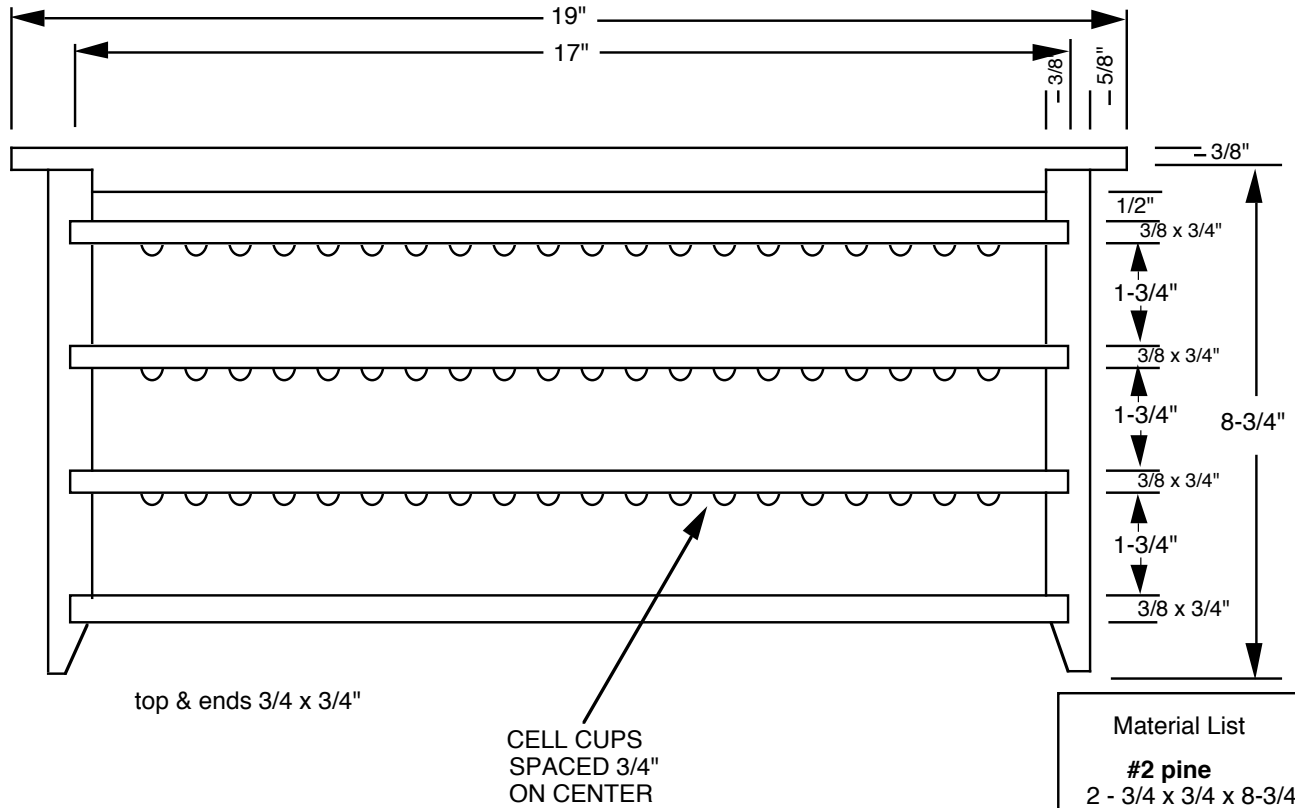 19"
17"
3/8"
5/8"
3/8"
1/2"
3/8 x 3/4"
1-3/4"
3/8 x 3/4"
1-3/4"
8-3/4"
3/8 x 3/4"
1-3/4"
3/8 x 3/4"
top & ends 3/4 x 3/4"
CELL CUPS
SPACED 3/4"
ON CENTER
Material List
#2 pine
2 - 3/4 x 3/4 x 8-3/4